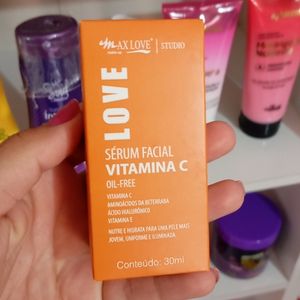 MAX LOVE® | STUDIO
LOVE
SÉRUM FACIAL
VITAMINA C
OIL-FREE
VITAMINA C
AMINOÁCIDOS DA BETERRABA
ÁCIDO HIALURÔNICO
VITAMINA E
NUTRE E HIDRATA PARA UMA PELE MAIS
JOVEM, UNIFORME E ILUMINADA
Conteúdo: 30ml